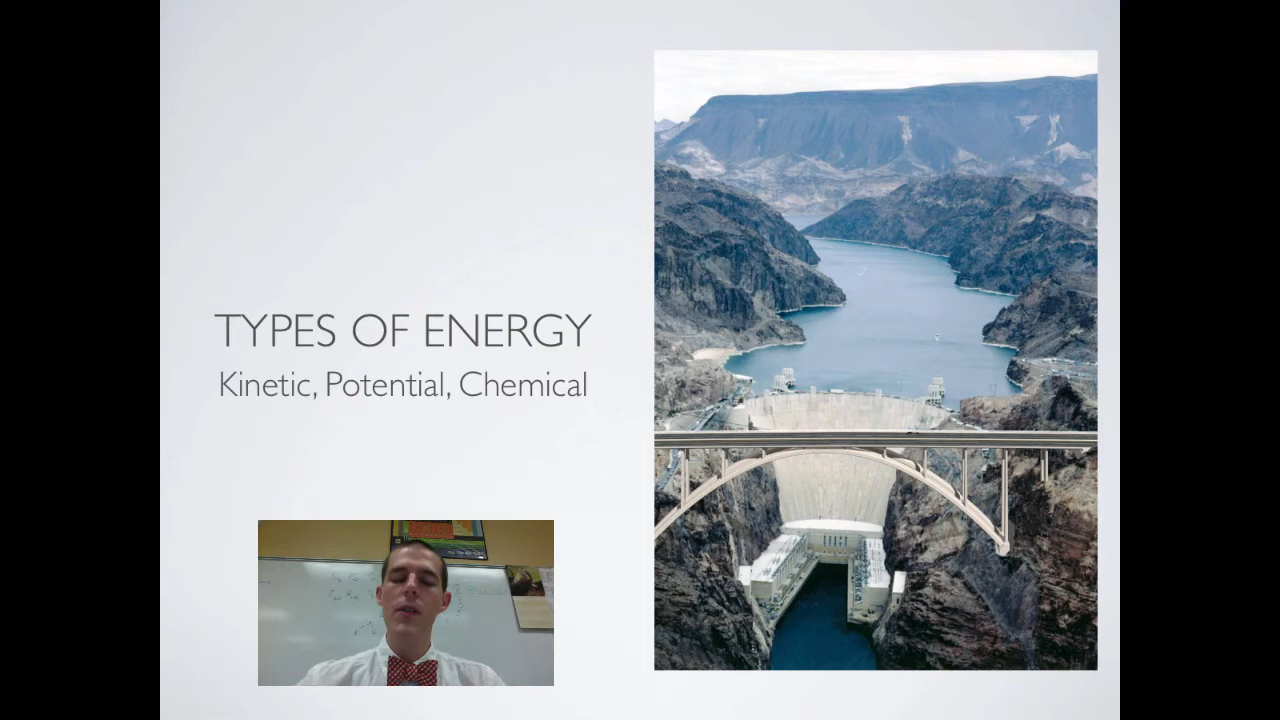 TYPES OF ENERGY
Kinetic, Potential, Chemical